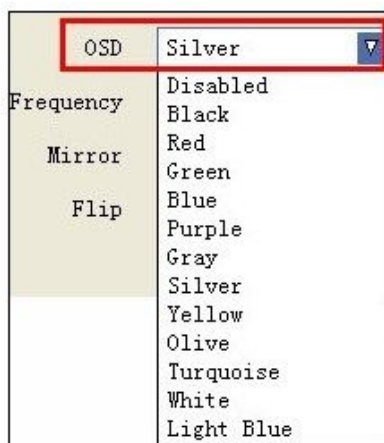 OSD Silver
Disabled
Frequency
Black
Red
Mirror
Green
Blue
Flip
Purple
Gray
Silver
Yellow
Olive
Turquoise
White
Light Blue